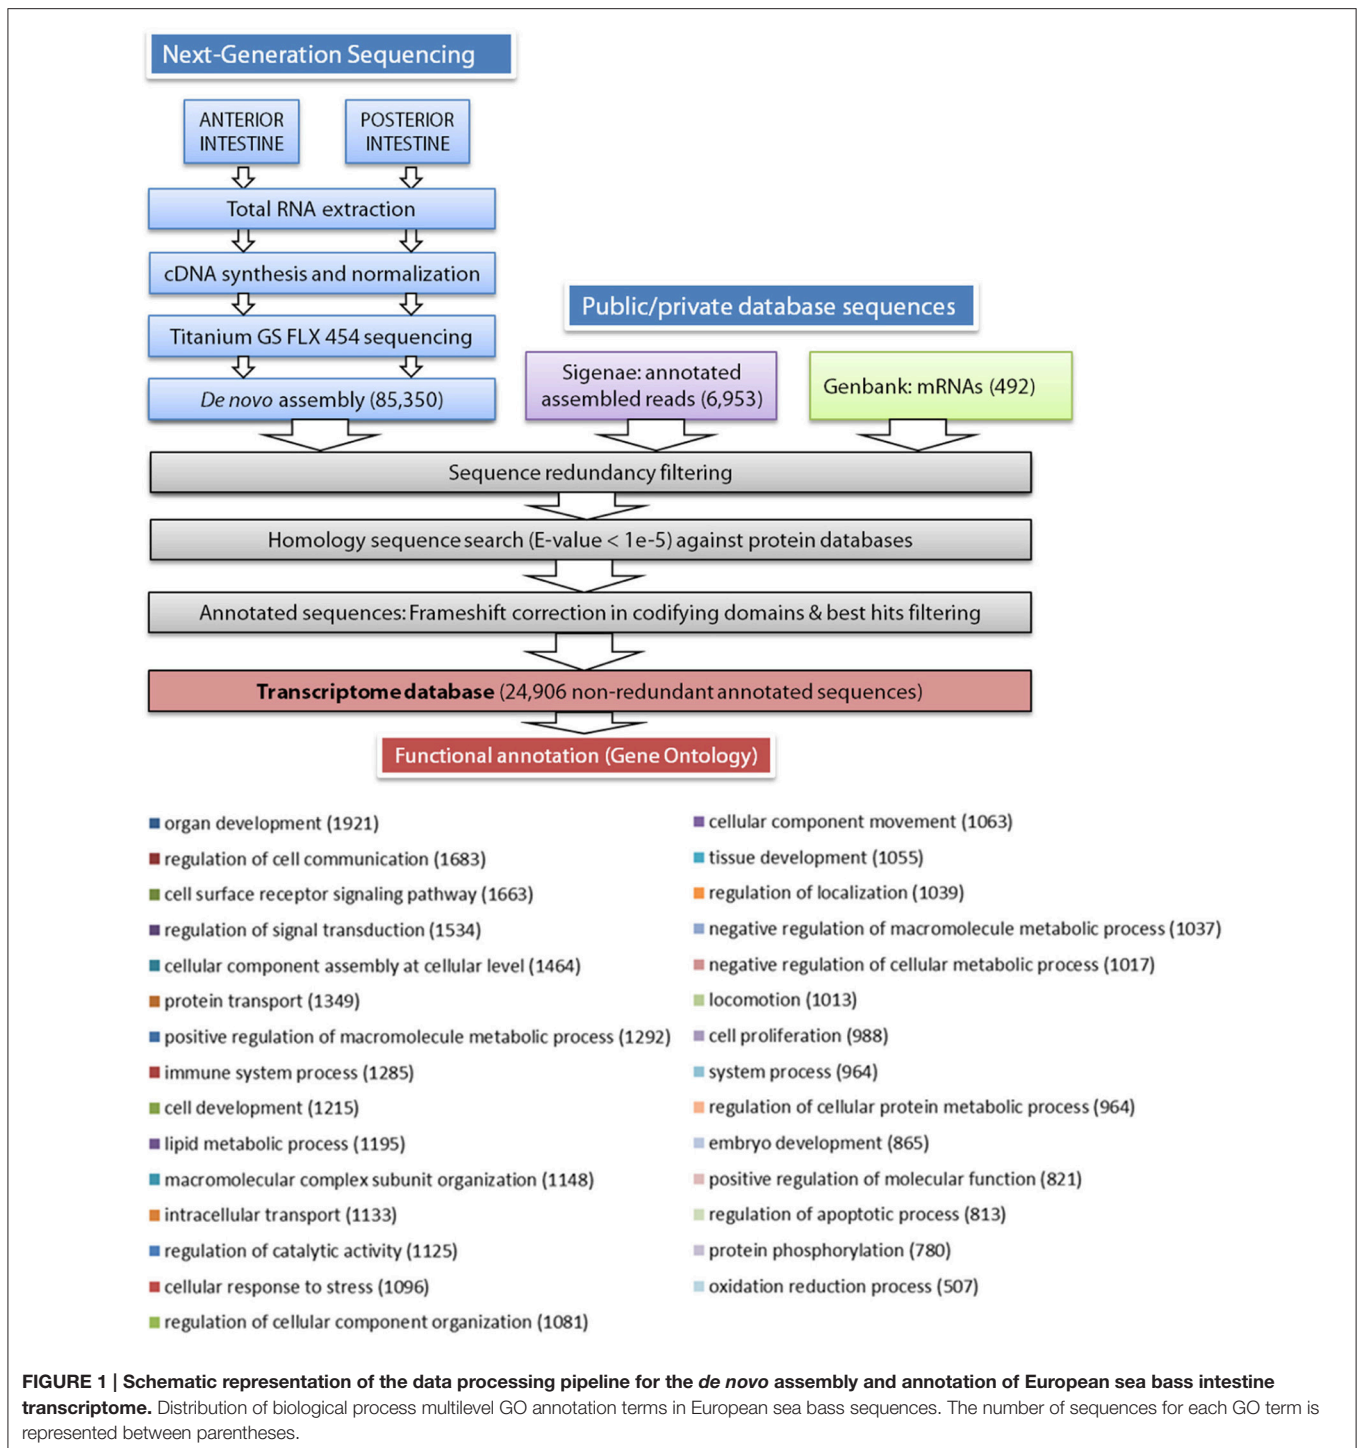 Next-Generation Sequencing
ANTERIOR
INTESTINE
POSTERIOR
INTESTINE
Total RNA extraction
cDNA synthesis and normalization
Titanium GS FLX 454 sequencing
De novo assembly (85,350)
Public/private database sequences
Sigenae: annotated
assembled reads (6,953)
Genbank: mRNAs (492)
Sequence redundancy filtering
Homology sequence search (E-value < 1e-5) against protein databases
Annotated sequences: Frameshift correction in codifying domains & best hits filtering
Transcriptome database (24,906 non-redundant annotated sequences)
Functional annotation (Gene Ontology)
organ development (1921)
regulation of cell communication (1683)
cell surface receptor signaling pathway (1663)
regulation of signal transduction (1534)
cellular component assembly at cellular level (1464)
protein transport (1349)
positive regulation of macromolecule metabolic process (1292)
immune system process (1285)
cell development (1215)
lipid metabolic process (1195)
macromolecular complex subunit organization (1148)
intracellular transport (1133)
regulation of catalytic activity (1125)
cellular response to stress (1096)
regulation of cellular component organization (1081)
cellular component movement (1063)
tissue development (1055)
regulation of localization (1039)
negative regulation of macromolecule metabolic process (1037)
negative regulation of cellular metabolic process (1017)
locomotion (1013)
cell proliferation (988)
system process (964)
regulation of cellular protein metabolic process (964)
embryo development (865)
positive regulation of molecular function (821)
regulation of apoptotic process (813)
protein phosphorylation (780)
oxidation reduction process (507)
FIGURE 1 | Schematic representation of the data processing pipeline for the de novo assembly and annotation of European sea bass intestine
transcriptome. Distribution of biological process multilevel GO annotation terms in European sea bass sequences. The number of sequences for each GO term is
represented between parentheses.